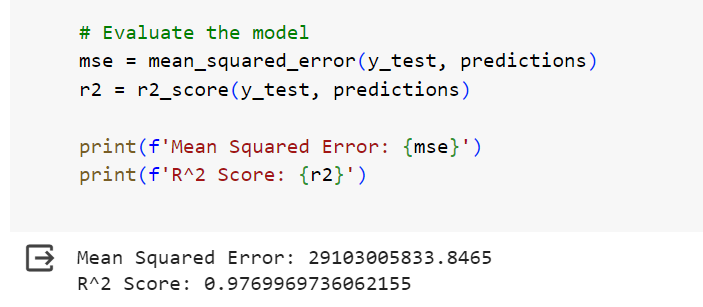 # Evaluate the model
mse = mean_squared_error(y_test, predictions)
r2 = r2_score(y_test, predictions)
print(f'Mean Squared Error: {mse}')
print(f'R^2 Score: {r2}')
Mean Squared Error: 29103005833.8465
R^2 Score: 0.9769969736062155